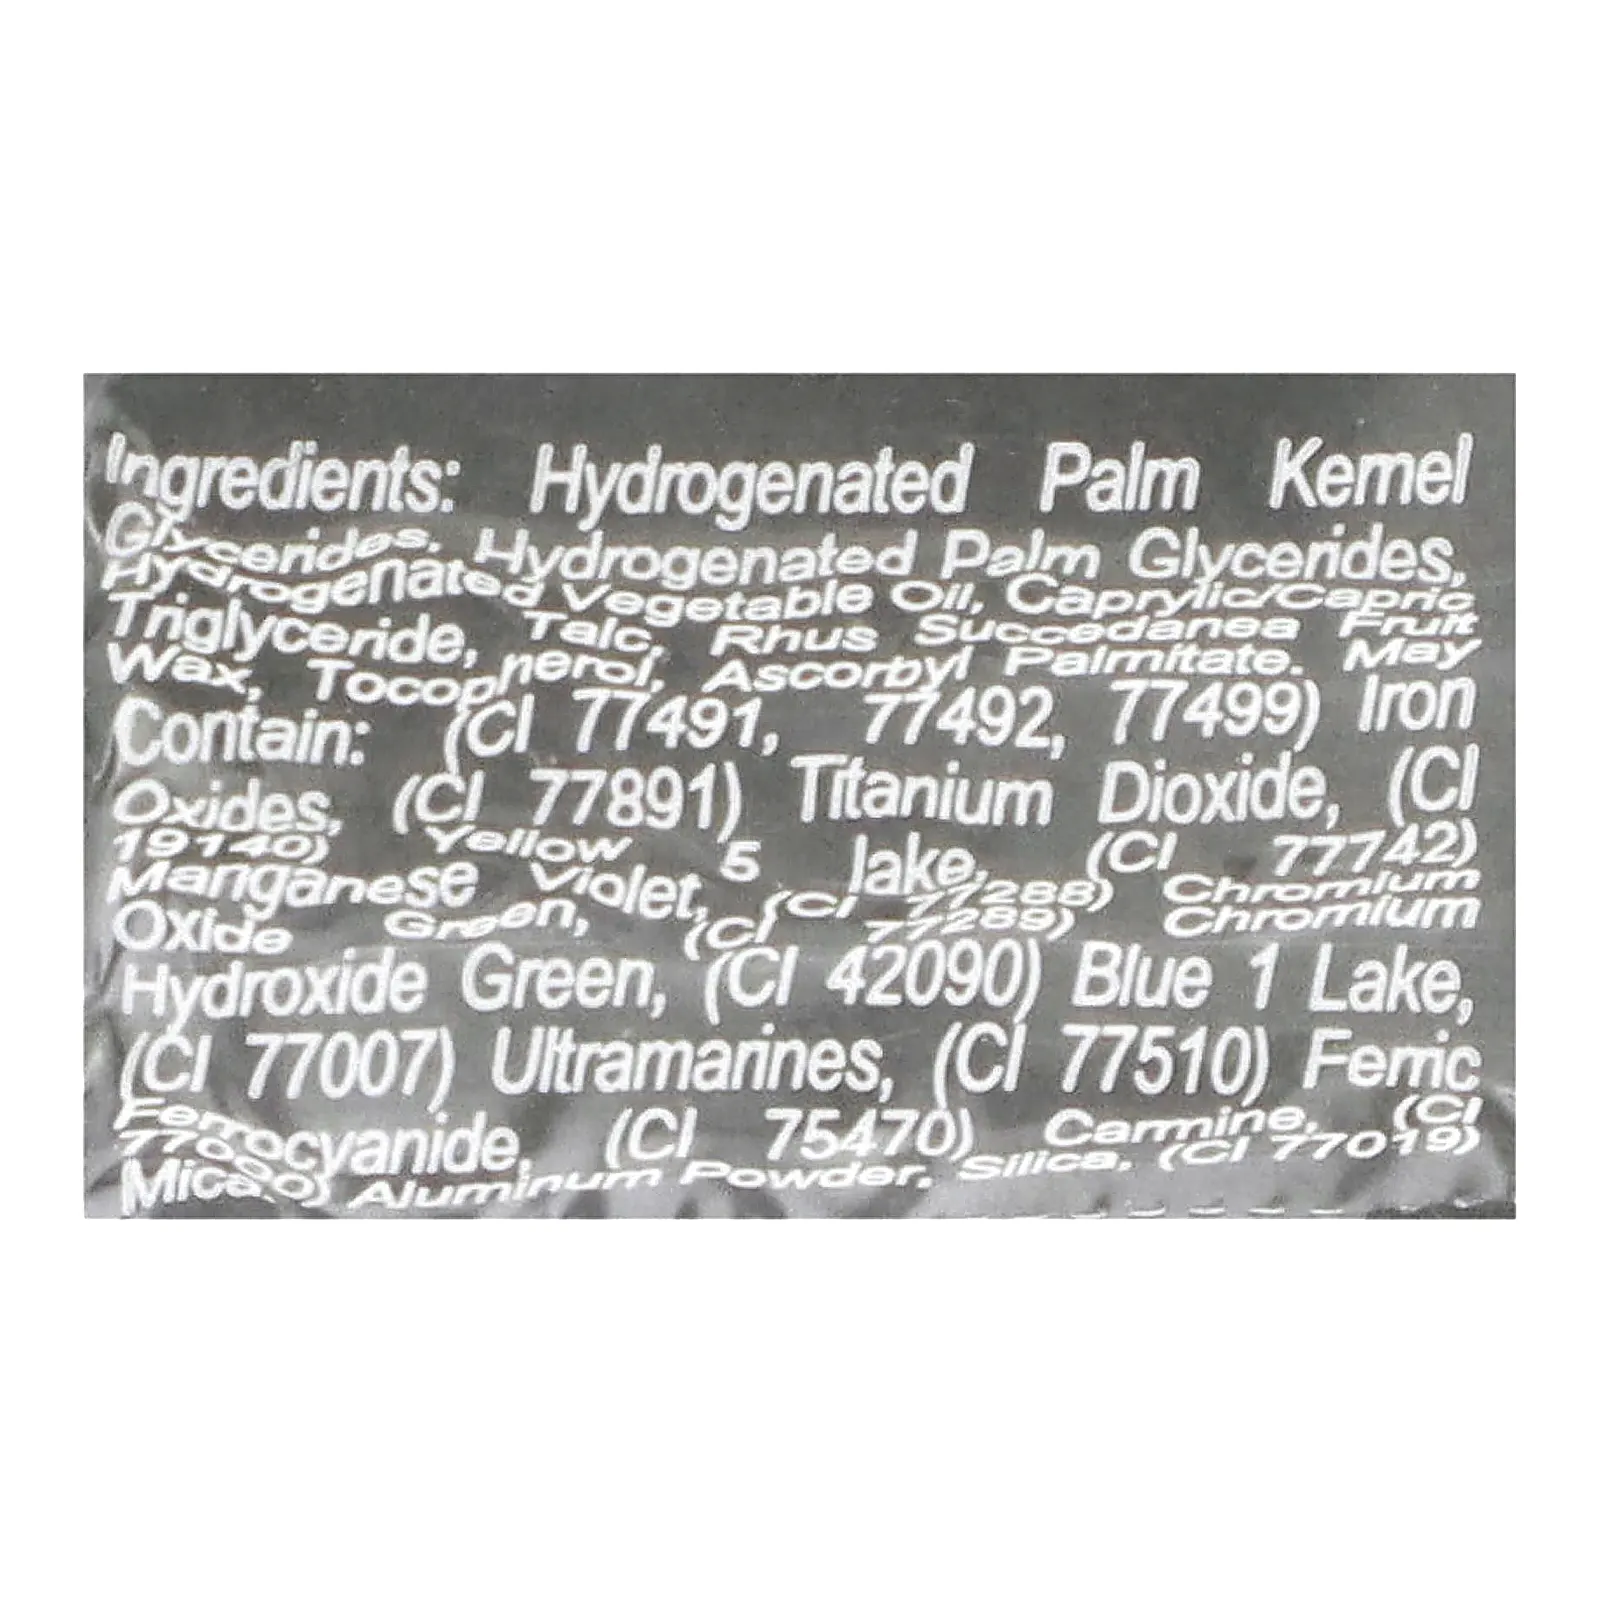 Ingredients: Hydrogenated Palm Kernel
Glycerides, Hydrogenated Palm Glycerides,
Hydrogenated Vegetable Oil, Caprylic/Capric
Triglyceride, Talc, Rhus Succedanea Fruit
Wax, Tocopherol, Ascorbyl Palmitate. May
Contain: (CI 77491, 77492, 77499) Iron
Oxides, (CI 77891) Titanium Dioxide, (CI
19140) Yellow 5 lake, (CI 77742)
Manganese Violet, (CI 77288) Chromium
Oxide Green, (CI 77289) Chromium
Hydroxide Green, (CI 42090) Blue 1 Lake,
(CI 77007) Ultramarines, (CI 77510) Ferric
Ferrocyanide, (CI 75470) Carmine, (CI
77000) Aluminum Powder, Silica, (CI 77019)
Mica